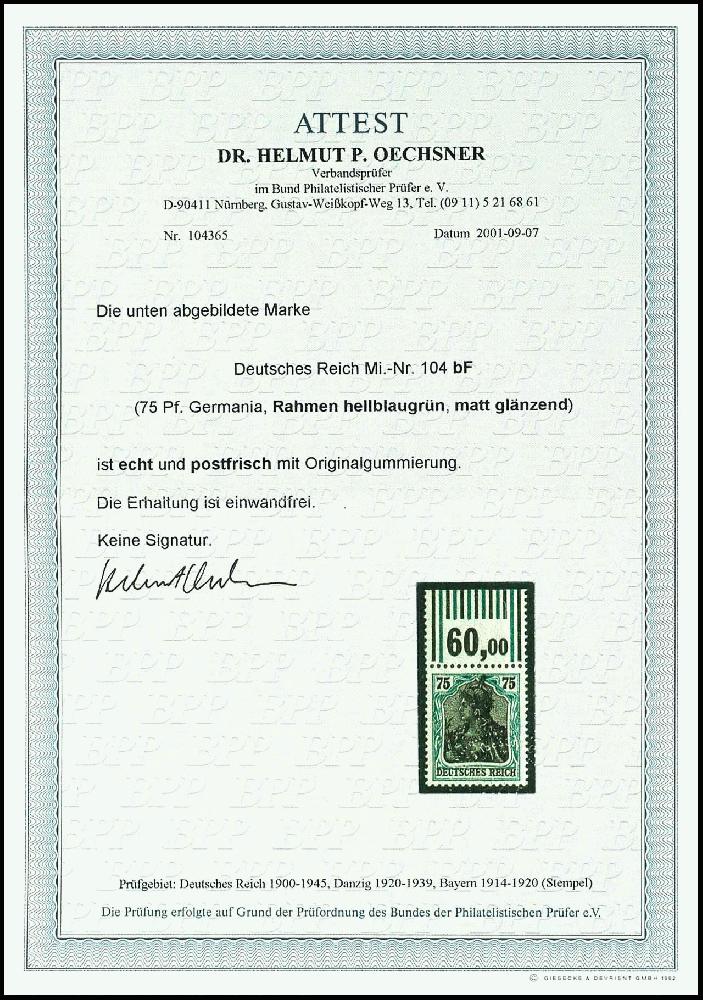 ATTEST
DR. HELMUT P. OECHSNER
Verbandsprüfer
im Bund Philatelistischer Prüfer e. V.
D-90411 Nürnberg, Gustav-Weißkopf-Weg 13, Tel. (09 11) 5 21 68 61
Nr. 104365 Datum 2001-09-07
Die unten abgebildete Marke
Deutsches Reich Mi.-Nr. 104 bF
(75 Pf. Germania, Rahmen hellblaugrün, matt glänzend)
ist echt und postfrisch mit Originalgummierung.
Die Erhaltung ist einwandfrei.
Keine Signatur.
60,00
75 75
DEUTSCHES REICH
Prüfgebiet: Deutsches Reich 1900-1945, Danzig 1920-1939, Bayern 1914-1920 (Stempel)
Die Prüfung erfolgte auf Grund der Prüfordnung des Bundes der Philatelistischen Prüfer e.V.
© GIESECKE & DEVRIENT GMBH 1992